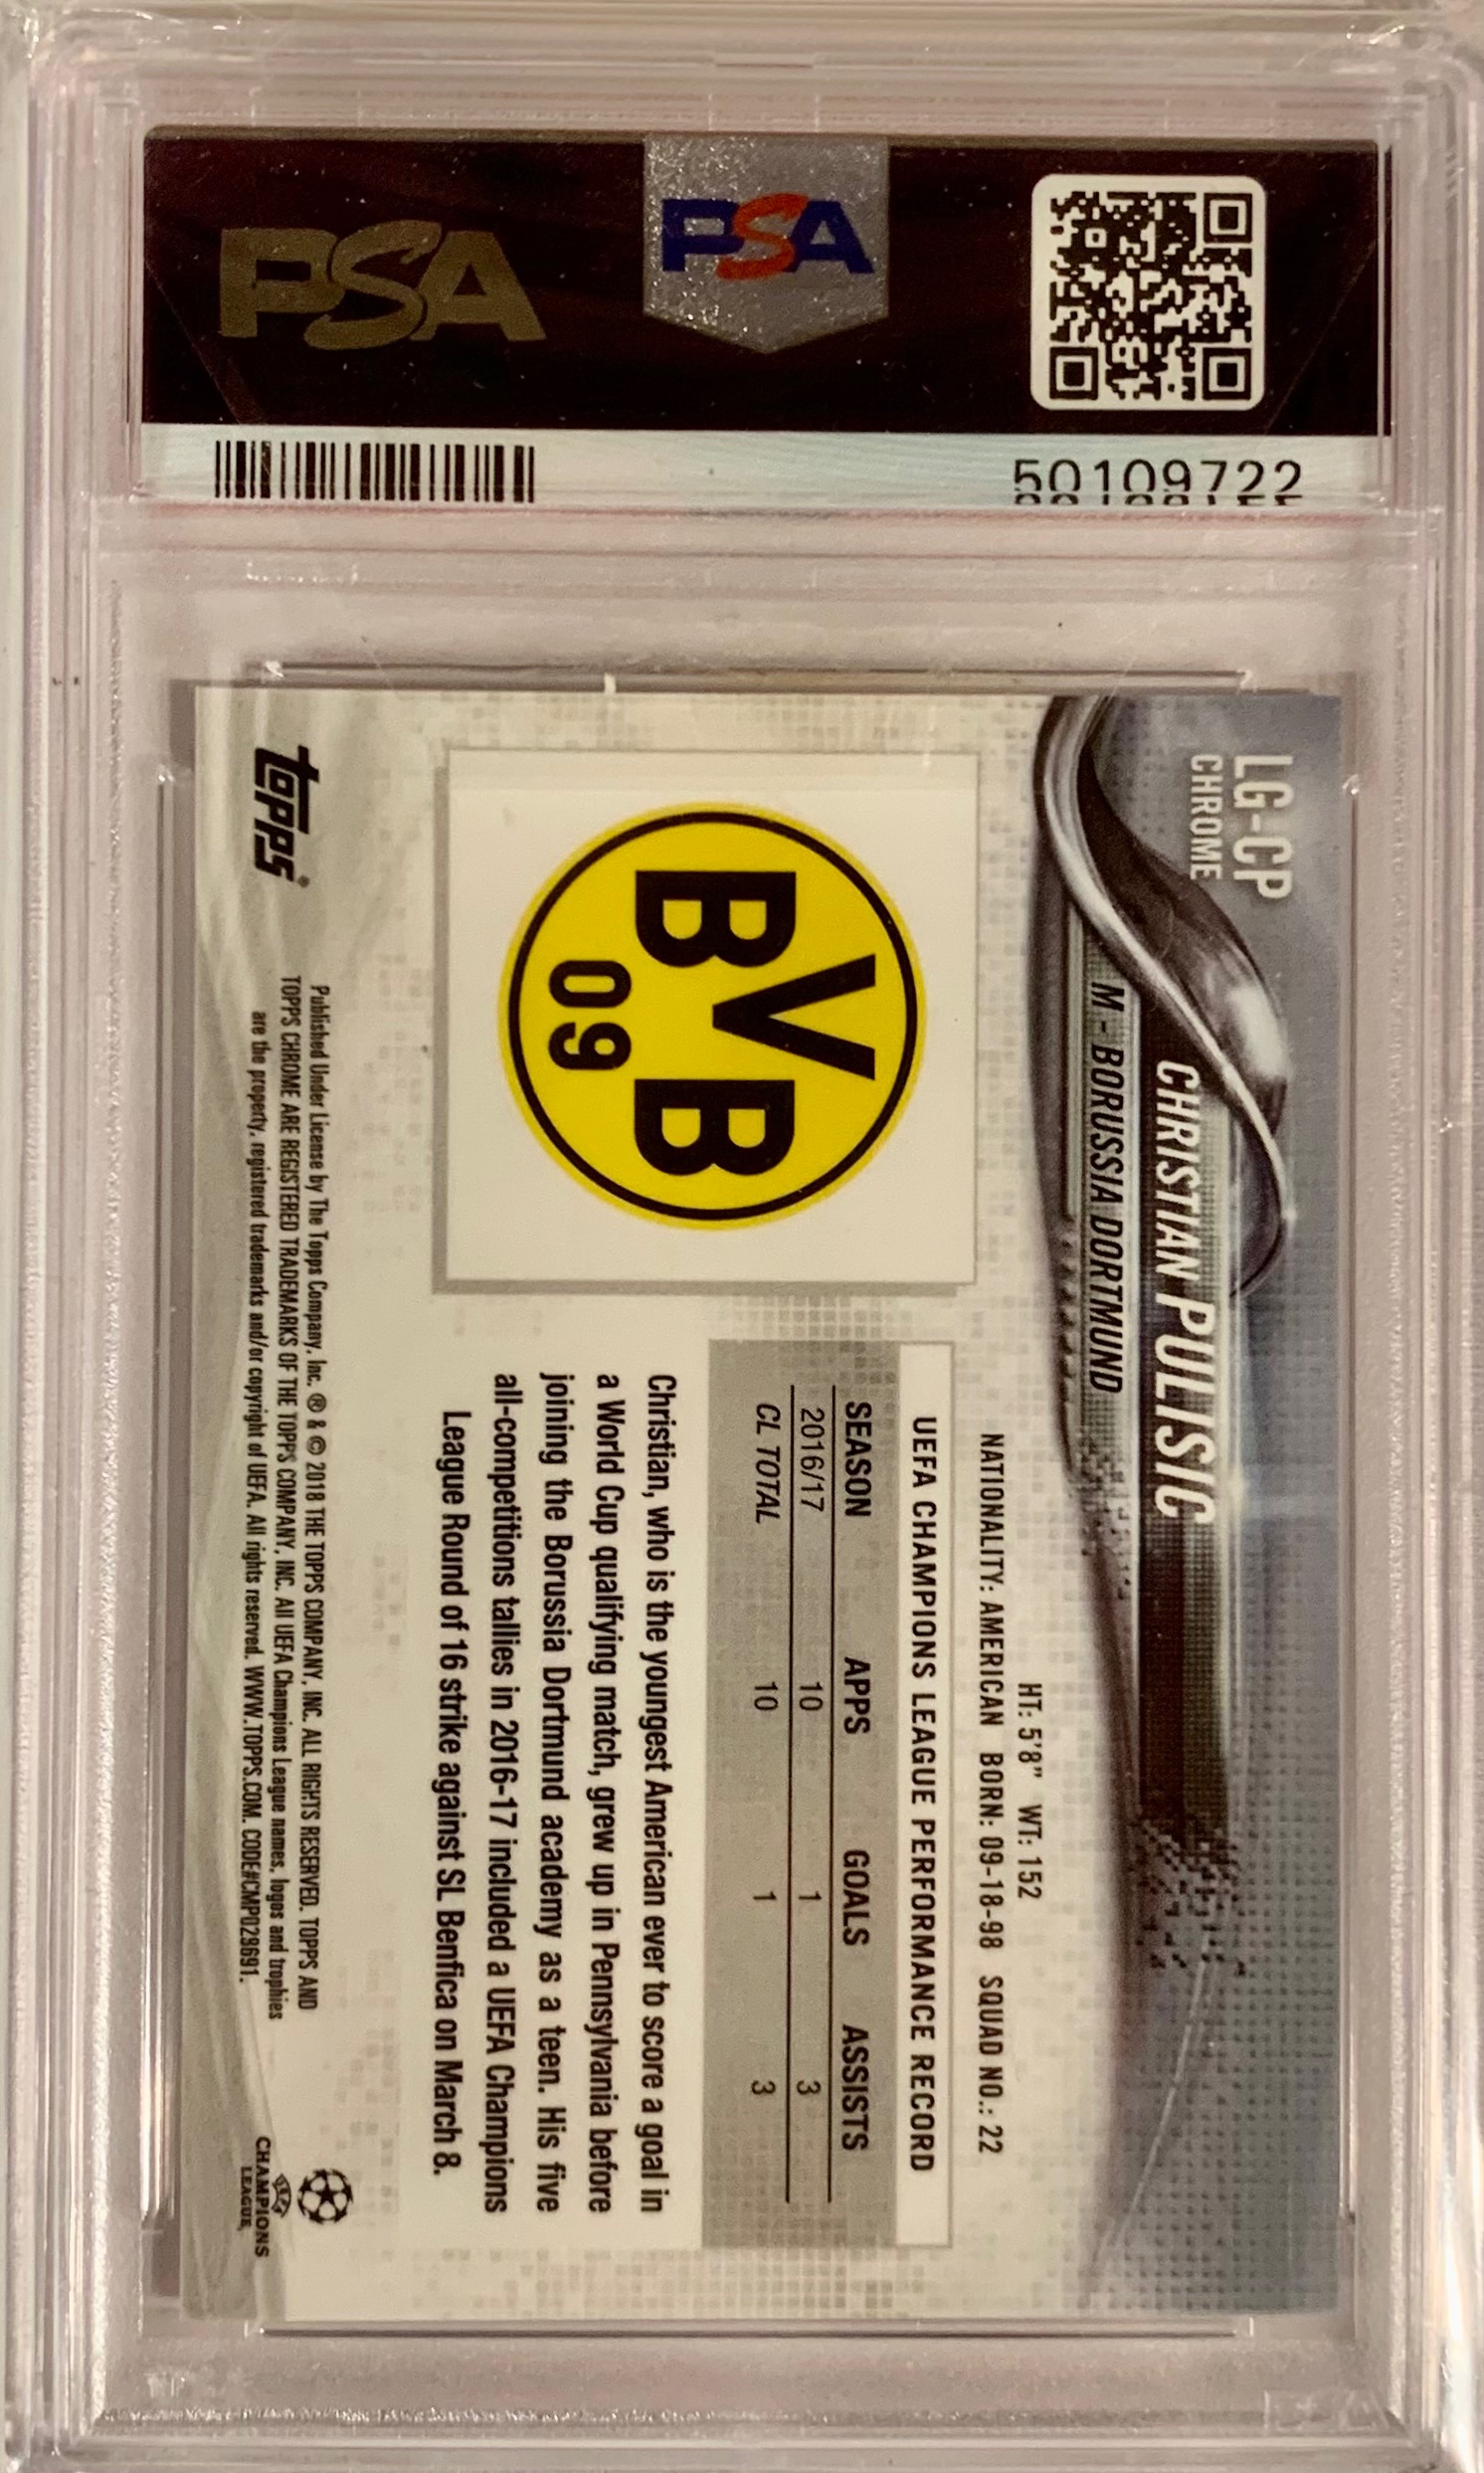 PSA
PSA
50109722
LG-CP
CHROME
CHRISTIAN PULISIC
M - BORUSSIA DORTMUND
HT: 5'8" WT: 152
NATIONALITY: AMERICAN BORN: 09-18-98 SQUAD NO.: 22
BVB
09
UEFA CHAMPIONS LEAGUE PERFORMANCE RECORD
SEASON APPS GOALS ASSISTS
2016/17 10 1 3
CL TOTAL 10 1 3
Christian, who is the youngest American ever to score a goal in
a World Cup qualifying match, grew up in Pennsylvania before
joining the Borussia Dortmund academy as a teen. His five
all-competitions tallies in 2016-17 included a UEFA Champions
League Round of 16 strike against SL Benfica on March 8.
topps®
Published Under License by The Topps Company, Inc. ® & © 2018 THE TOPPS COMPANY, INC. ALL RIGHTS RESERVED. TOPPS AND
TOPPS CHROME ARE REGISTERED TRADEMARKS OF THE TOPPS COMPANY, INC. All UEFA Champions League names, logos and trophies
are the property, registered trademarks and/or copyright of UEFA. All rights reserved. WWW.TOPPS.COM. CODE#CMP029691.
UEFA
CHAMPIONS
LEAGUE